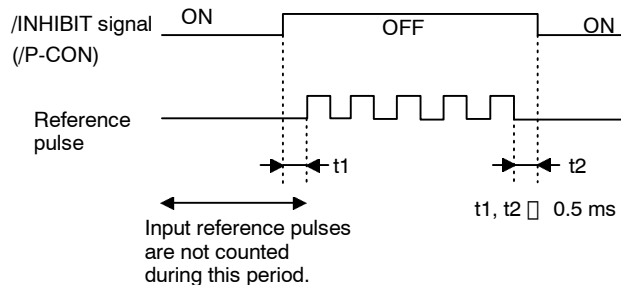 /INHIBIT signal
(/P-CON)
ON
OFF
ON
Reference
pulse
t1
t2
t1, t2 ▯ 0.5 ms
Input reference pulses
are not counted
during this period.